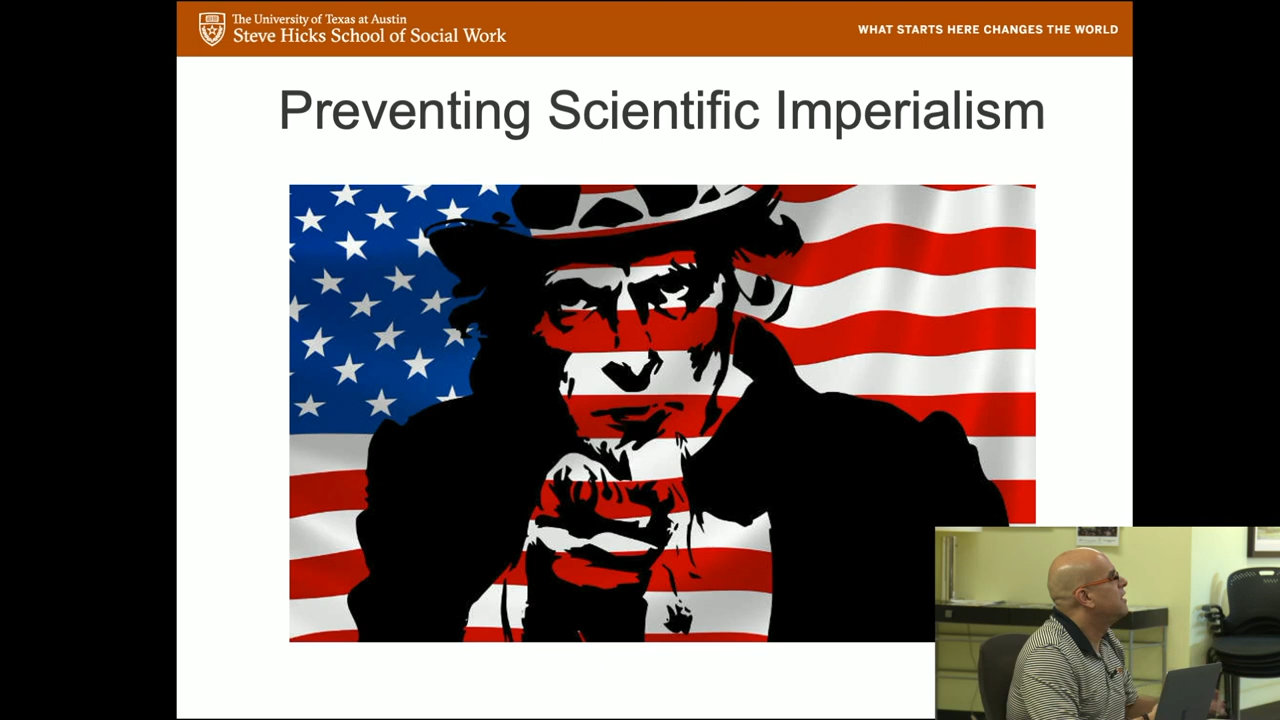 The University of Texas at Austin
Steve Hicks School of Social Work
WHAT STARTS HERE CHANGES THE WORLD
Preventing Scientific Imperialism